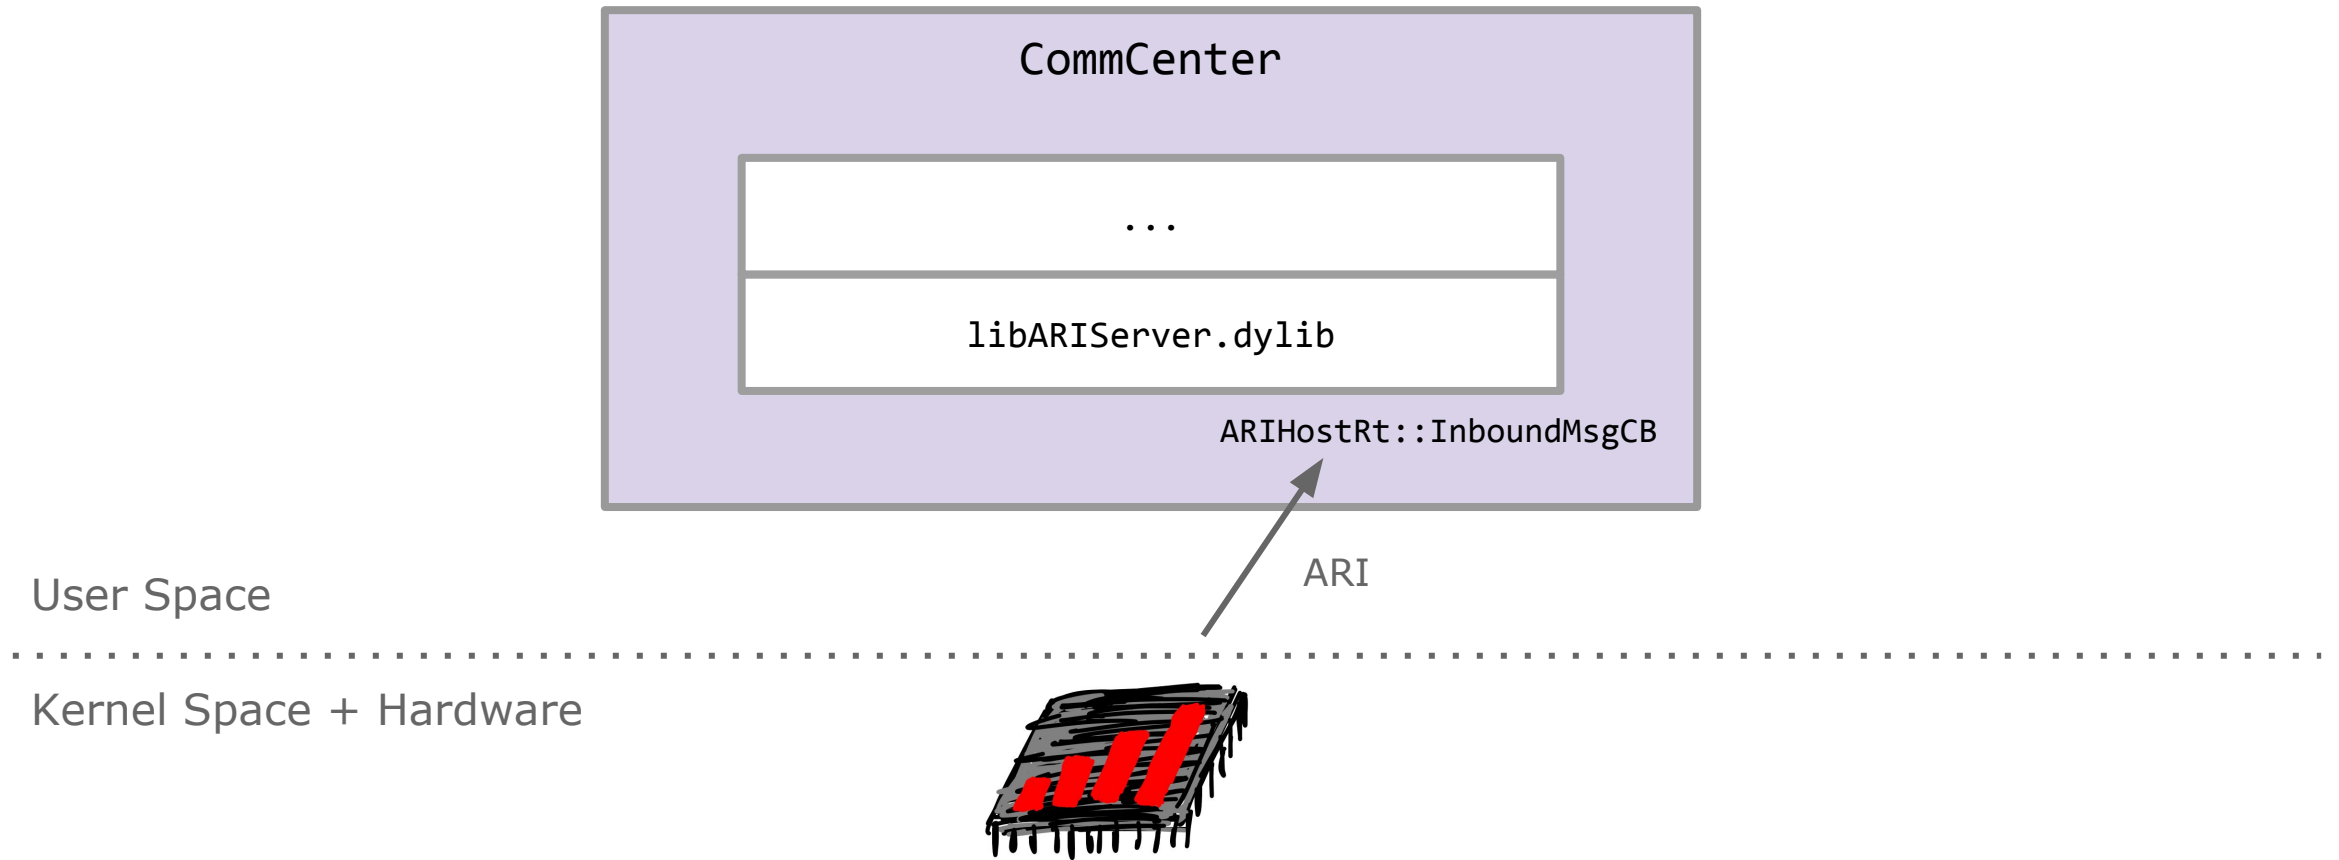 CommCenter
...
libARIServer.dylib
ARIHostRt::InboundMsgCB
ARI
User Space
Kernel Space + Hardware